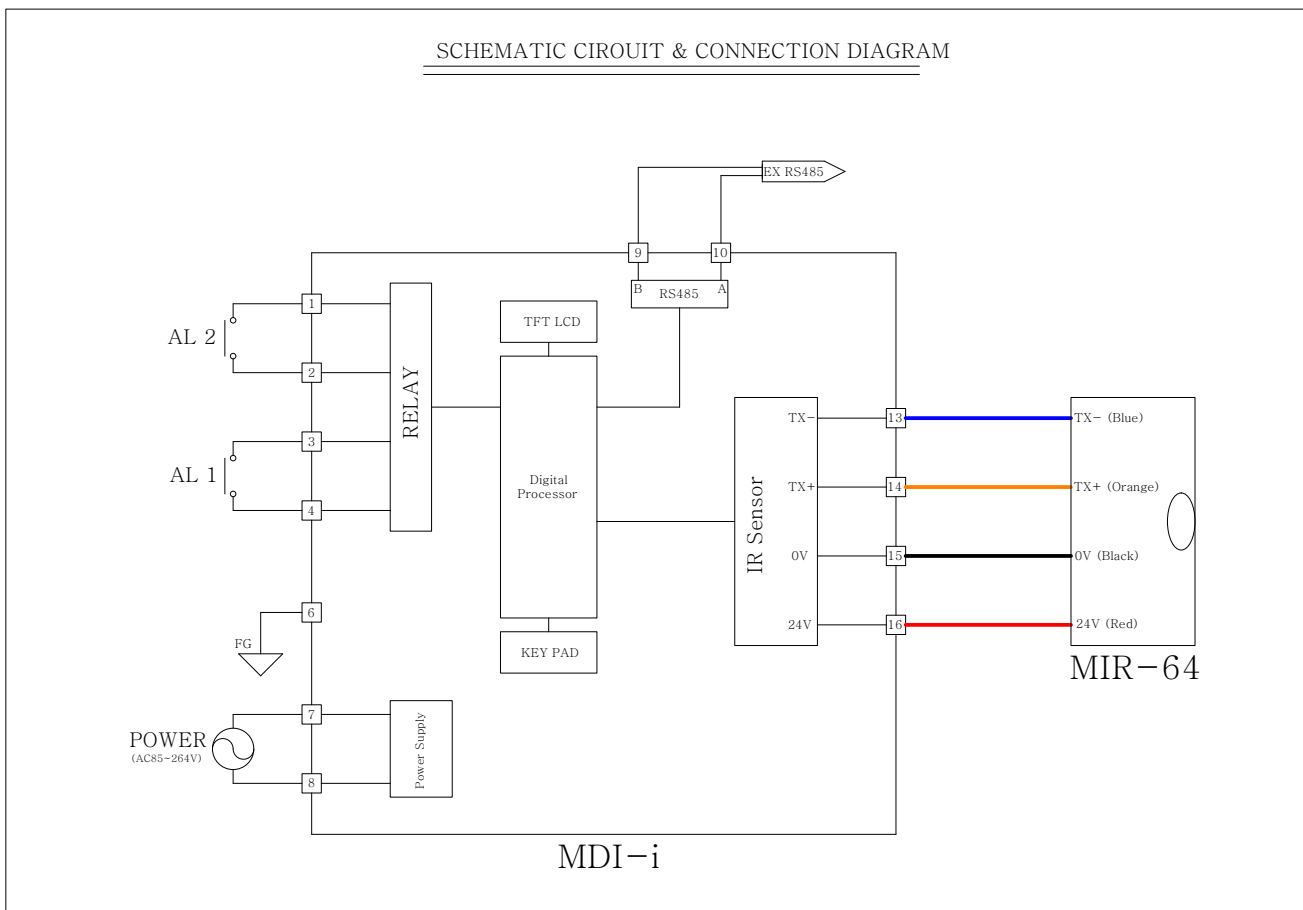 SCHEMATIC CIROUIT & CONNECTION DIAGRAM
EX RS485
9
10
B
RS485
A
1
AL 2
2
3
AL 1
4
RELAY
TFT LCD
Digital
Processor
KEY PAD
IR Sensor
TX-
13
TX- (Blue)
TX+
14
TX+ (Orange)
0V
15
0V (Black)
24V
16
24V (Red)
MIR-64
6
FG
7
POWER
(AC85~264V)
8
Power Supply
MDI-i